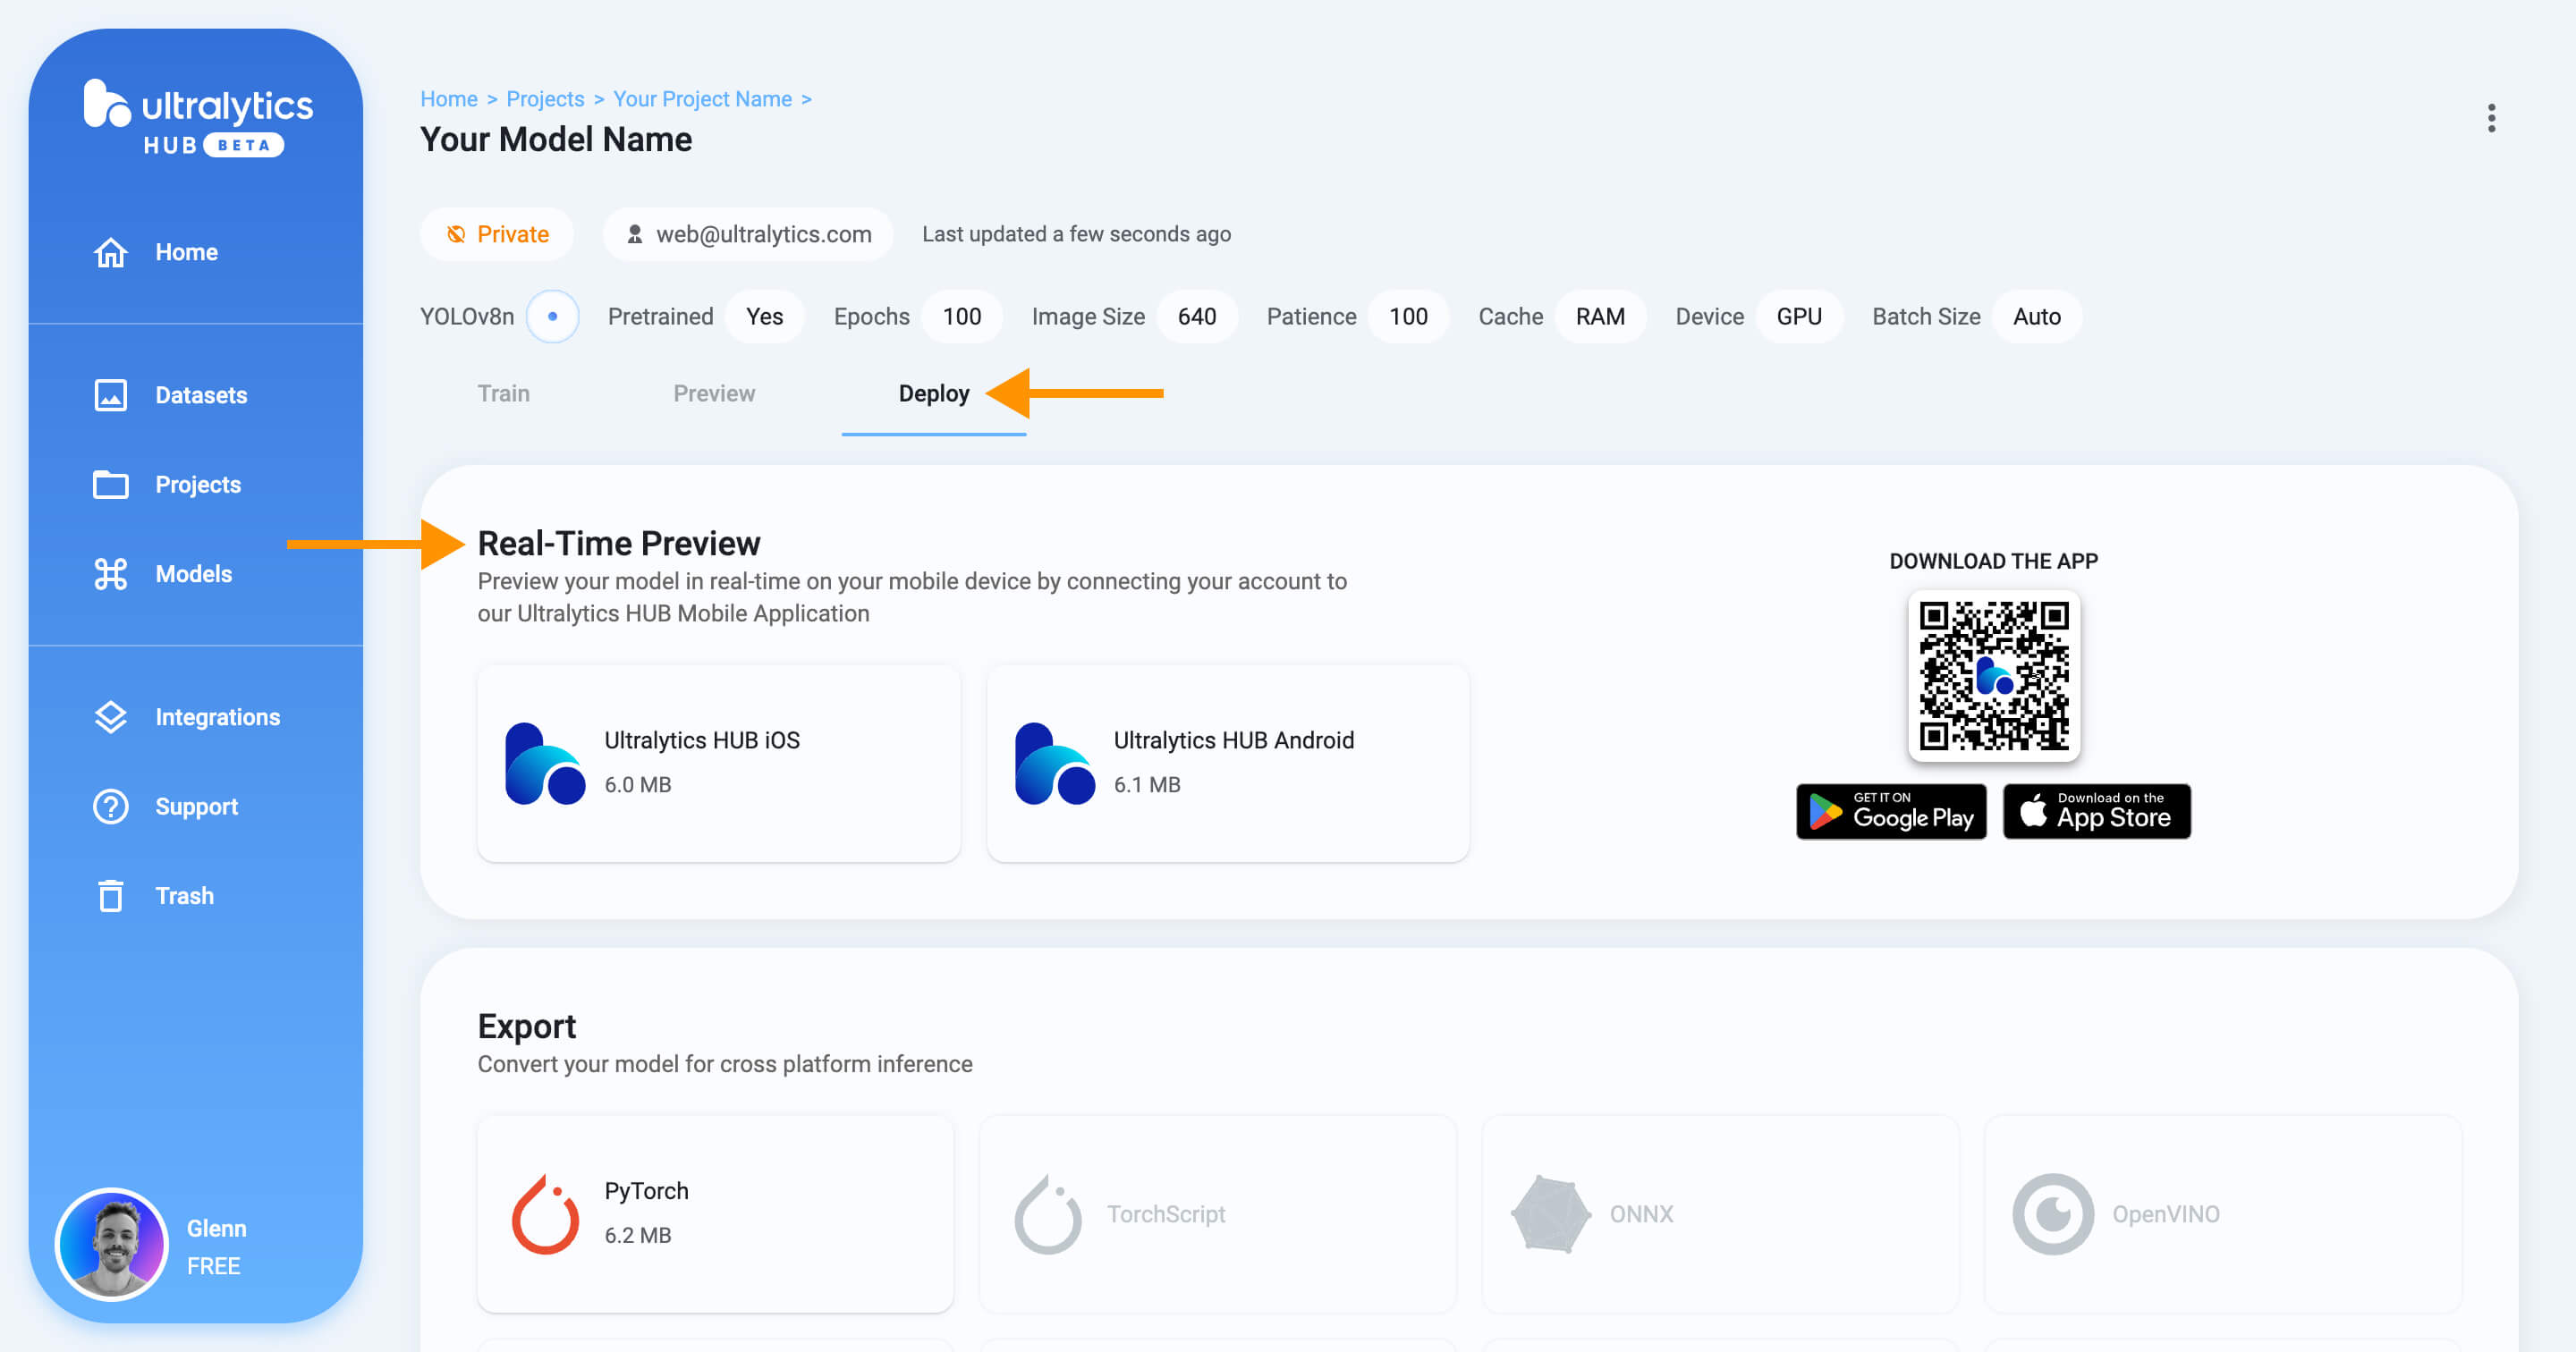 ultralytics
HUB BETA
Home
Datasets
Projects
Models
Integrations
Support
Trash
Glenn
FREE
Home > Projects > Your Project Name >
Your Model Name
Private web@ultralytics.com Last updated a few seconds ago
YOLOv8n Pretrained Yes Epochs 100 Image Size 640 Patience 100 Cache RAM Device GPU Batch Size Auto
Train Preview Deploy
Real-Time Preview
Preview your model in real-time on your mobile device by connecting your account to
our Ultralytics HUB Mobile Application
Ultralytics HUB iOS
6.0 MB
Ultralytics HUB Android
6.1 MB
DOWNLOAD THE APP
GET IT ON
Google Play
Download on the
App Store
Export
Convert your model for cross platform inference
PyTorch
6.2 MB
TorchScript
ONNX
OpenVINO